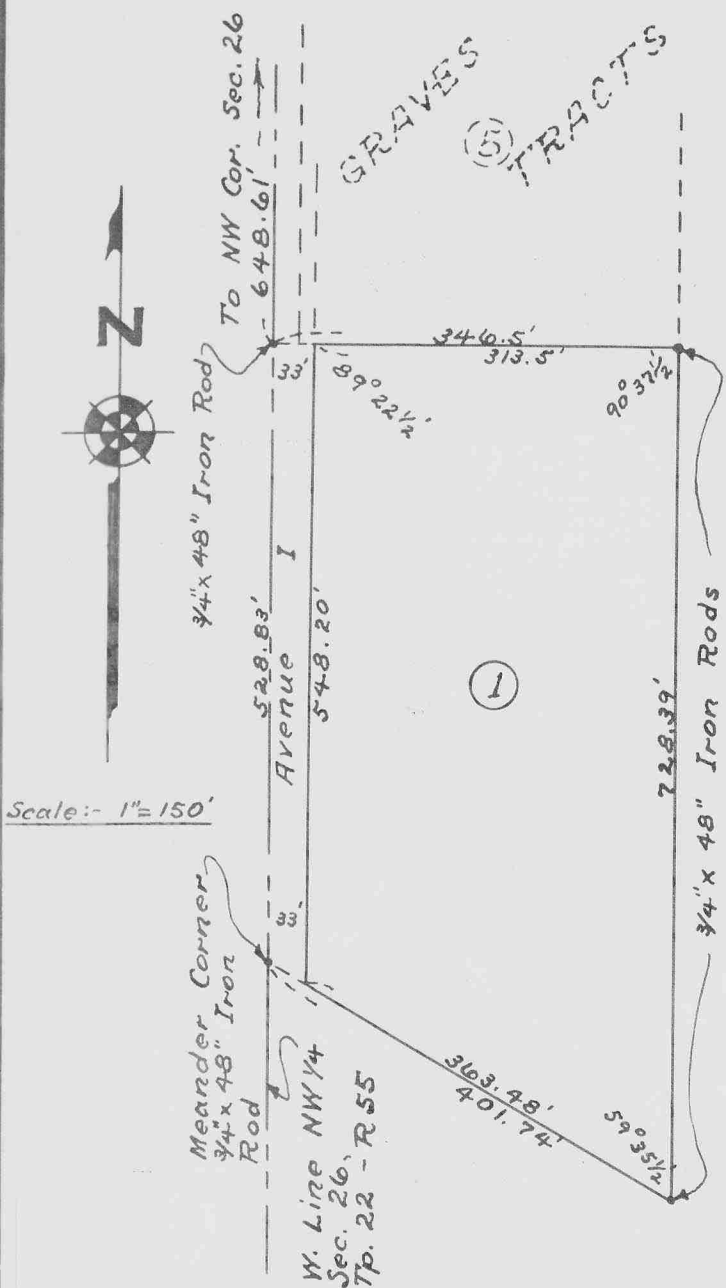 To NW Cor. Sec. 26
648.61'
GRAVES
5
TRACTS
N
3/4" x 48" Iron Rod
33'
8'
89° 22 1/2'
346.5'
313.5'
90° 37 1/2'
528.83'
Avenue I
548.20'
1
728.39'
3/4" x 48" Iron Rods
Scale:- 1"=150'
Meander Corner
3/4" x 48" Iron
Rod
33'
W. Line NW 1/4
Sec. 26,
Tp. 22 - R 55
363.48'
401.74'
59° 35 1/2'